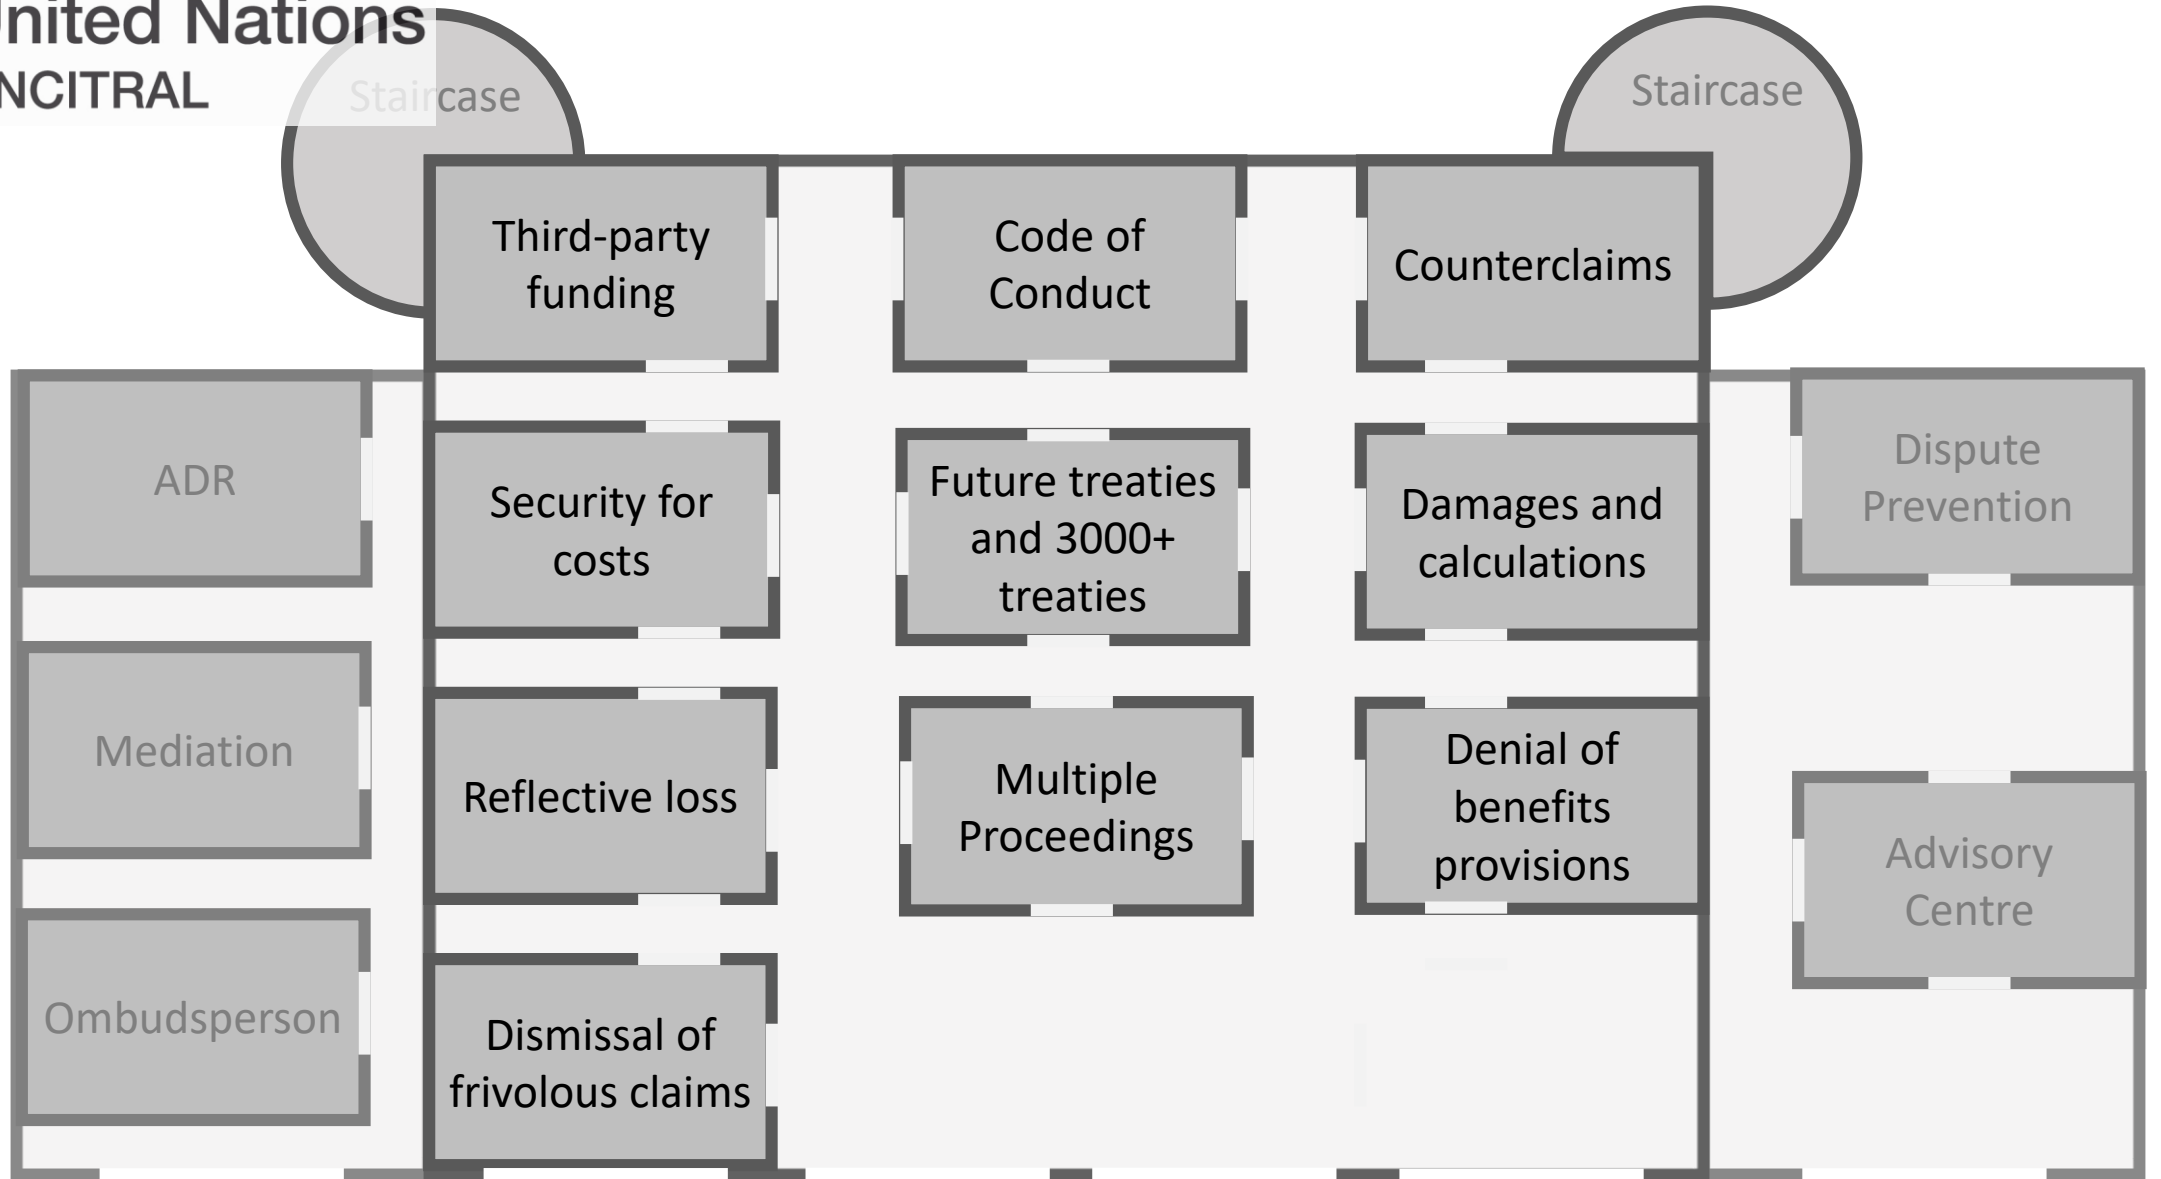 United Nations
UNCITRAL
Staircase
Staircase
Third-party
funding
Code of
Conduct
Counterclaims
ADR
Security for
costs
Future treaties
and 3000+
treaties
Damages and
calculations
Dispute
Prevention
Mediation
Reflective loss
Multiple
Proceedings
Denial of
benefits
provisions
Advisory
Centre
Ombudsperson
Dismissal of
frivolous claims